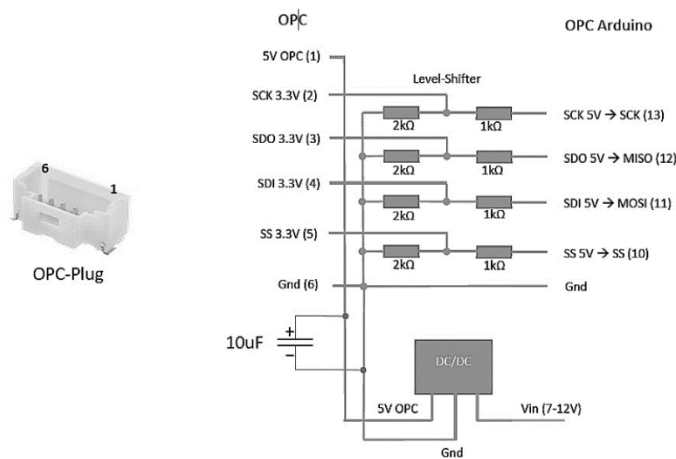 OPC
OPC Arduino
5V OPC (1)
Level-Shifter
SCK 3.3V (2)
2kΩ
1kΩ
SCK 5V → SCK (13)
SDO 3.3V (3)
2kΩ
1kΩ
SDO 5V → MISO (12)
SDI 3.3V (4)
2kΩ
1kΩ
SDI 5V → MOSI (11)
SS 3.3V (5)
2kΩ
1kΩ
SS 5V → SS (10)
Gnd (6)
Gnd
6
1
OPC-Plug
10uF
+
−
DC/DC
5V OPC
Vin (7-12V)
Gnd